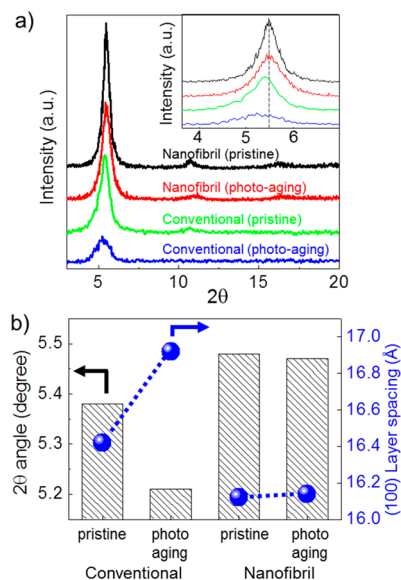 a)
Intensity (a.u.)
Intensity (a.u.)
4 5 6
Nanofibril (pristine)
Nanofibril (photo-aging)
Conventional (pristine)
Conventional (photo-aging)
5 10 15 20
2θ
b)
2θ angle (degree)
5.5
5.4
5.3
5.2
17.0
16.8
16.6
16.4
16.2
16.0
(100) Layer spacing (Å)
pristine photo pristine photo
aging aging
Conventional Nanofibril